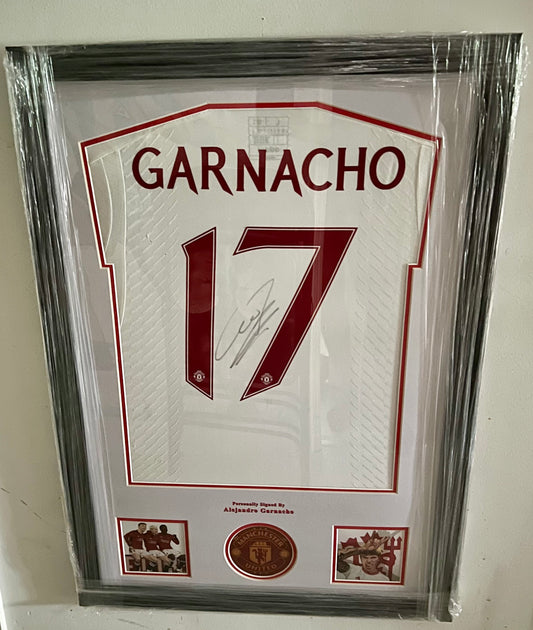 GARNACHO
17
Personally Signed By
Alejandro Garnacho
MANCHESTER
UNITED